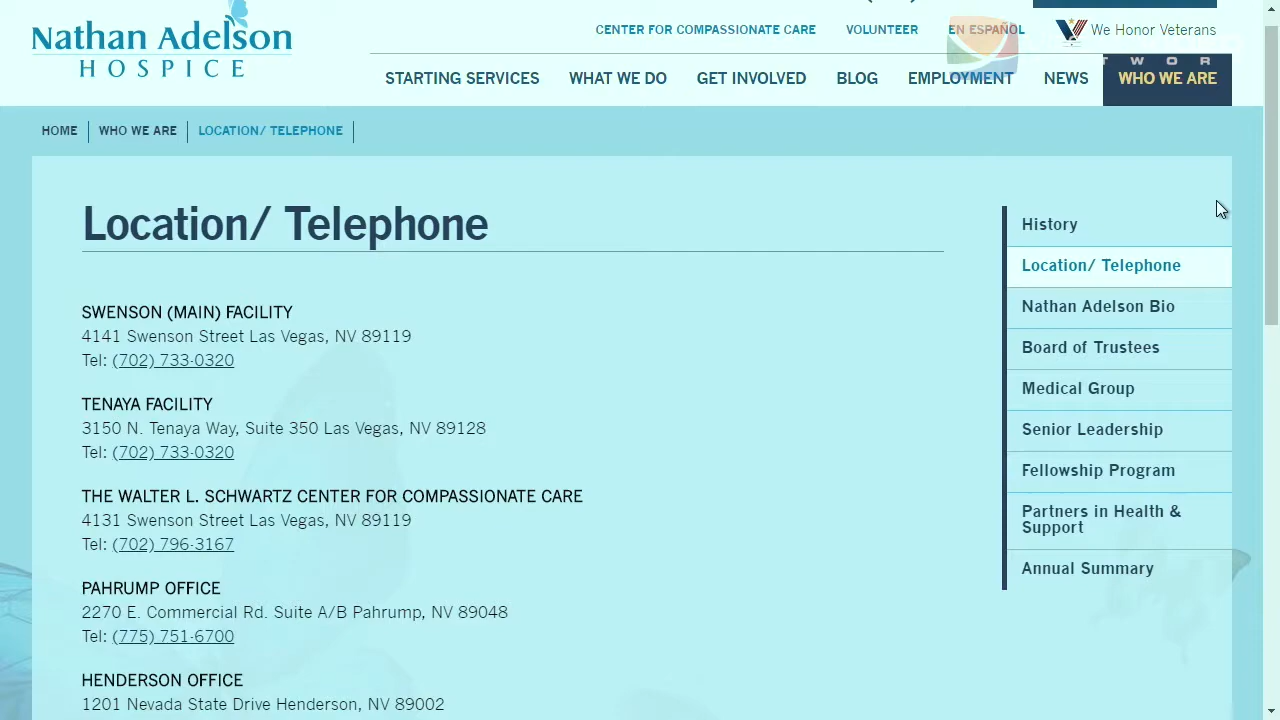 Nathan Adelson
HOSPICE
CENTER FOR COMPASSIONATE CARE
VOLUNTEER
EN ESPAÑOL
We Honor Veterans
STARTING SERVICES
WHAT WE DO
GET INVOLVED
BLOG
EMPLOYMENT
NEWS
WHO WE ARE
HOME
WHO WE ARE
LOCATION/ TELEPHONE
Location/ Telephone
SWENSON (MAIN) FACILITY
4141 Swenson Street Las Vegas, NV 89119
Tel: (702) 733-0320
TENAYA FACILITY
3150 N. Tenaya Way, Suite 350 Las Vegas, NV 89128
Tel: (702) 733-0320
THE WALTER L. SCHWARTZ CENTER FOR COMPASSIONATE CARE
4131 Swenson Street Las Vegas, NV 89119
Tel: (702) 796-3167
PAHRUMP OFFICE
2270 E. Commercial Rd. Suite A/B Pahrump, NV 89048
Tel: (775) 751-6700
HENDERSON OFFICE
1201 Nevada State Drive Henderson, NV 89002
History
Location/ Telephone
Nathan Adelson Bio
Board of Trustees
Medical Group
Senior Leadership
Fellowship Program
Partners in Health &
Support
Annual Summary